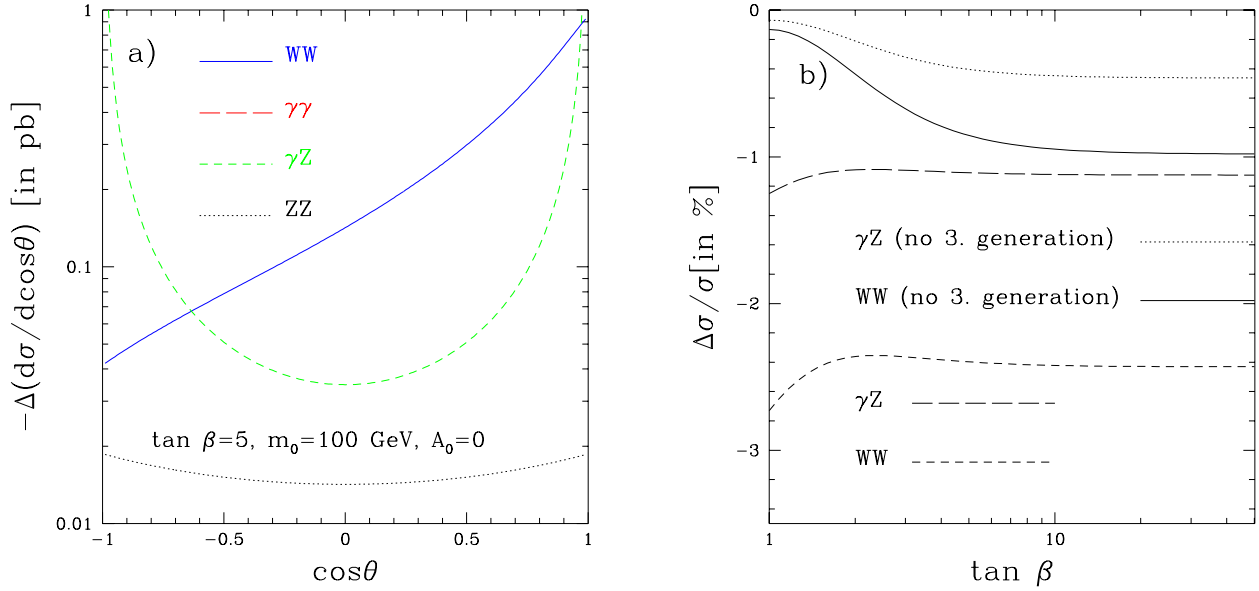 a)
WW
γγ
γZ
ZZ
tan β=5, m₀=100 GeV, A₀=0
−Δ(dσ/dcosθ) [in pb]
1
0.1
0.01
−1
−0.5
0
0.5
1
cosθ
b)
γZ (no 3. generation)
WW (no 3. generation)
γZ
WW
Δσ/σ[in %]
0
−1
−2
−3
1
10
tan β